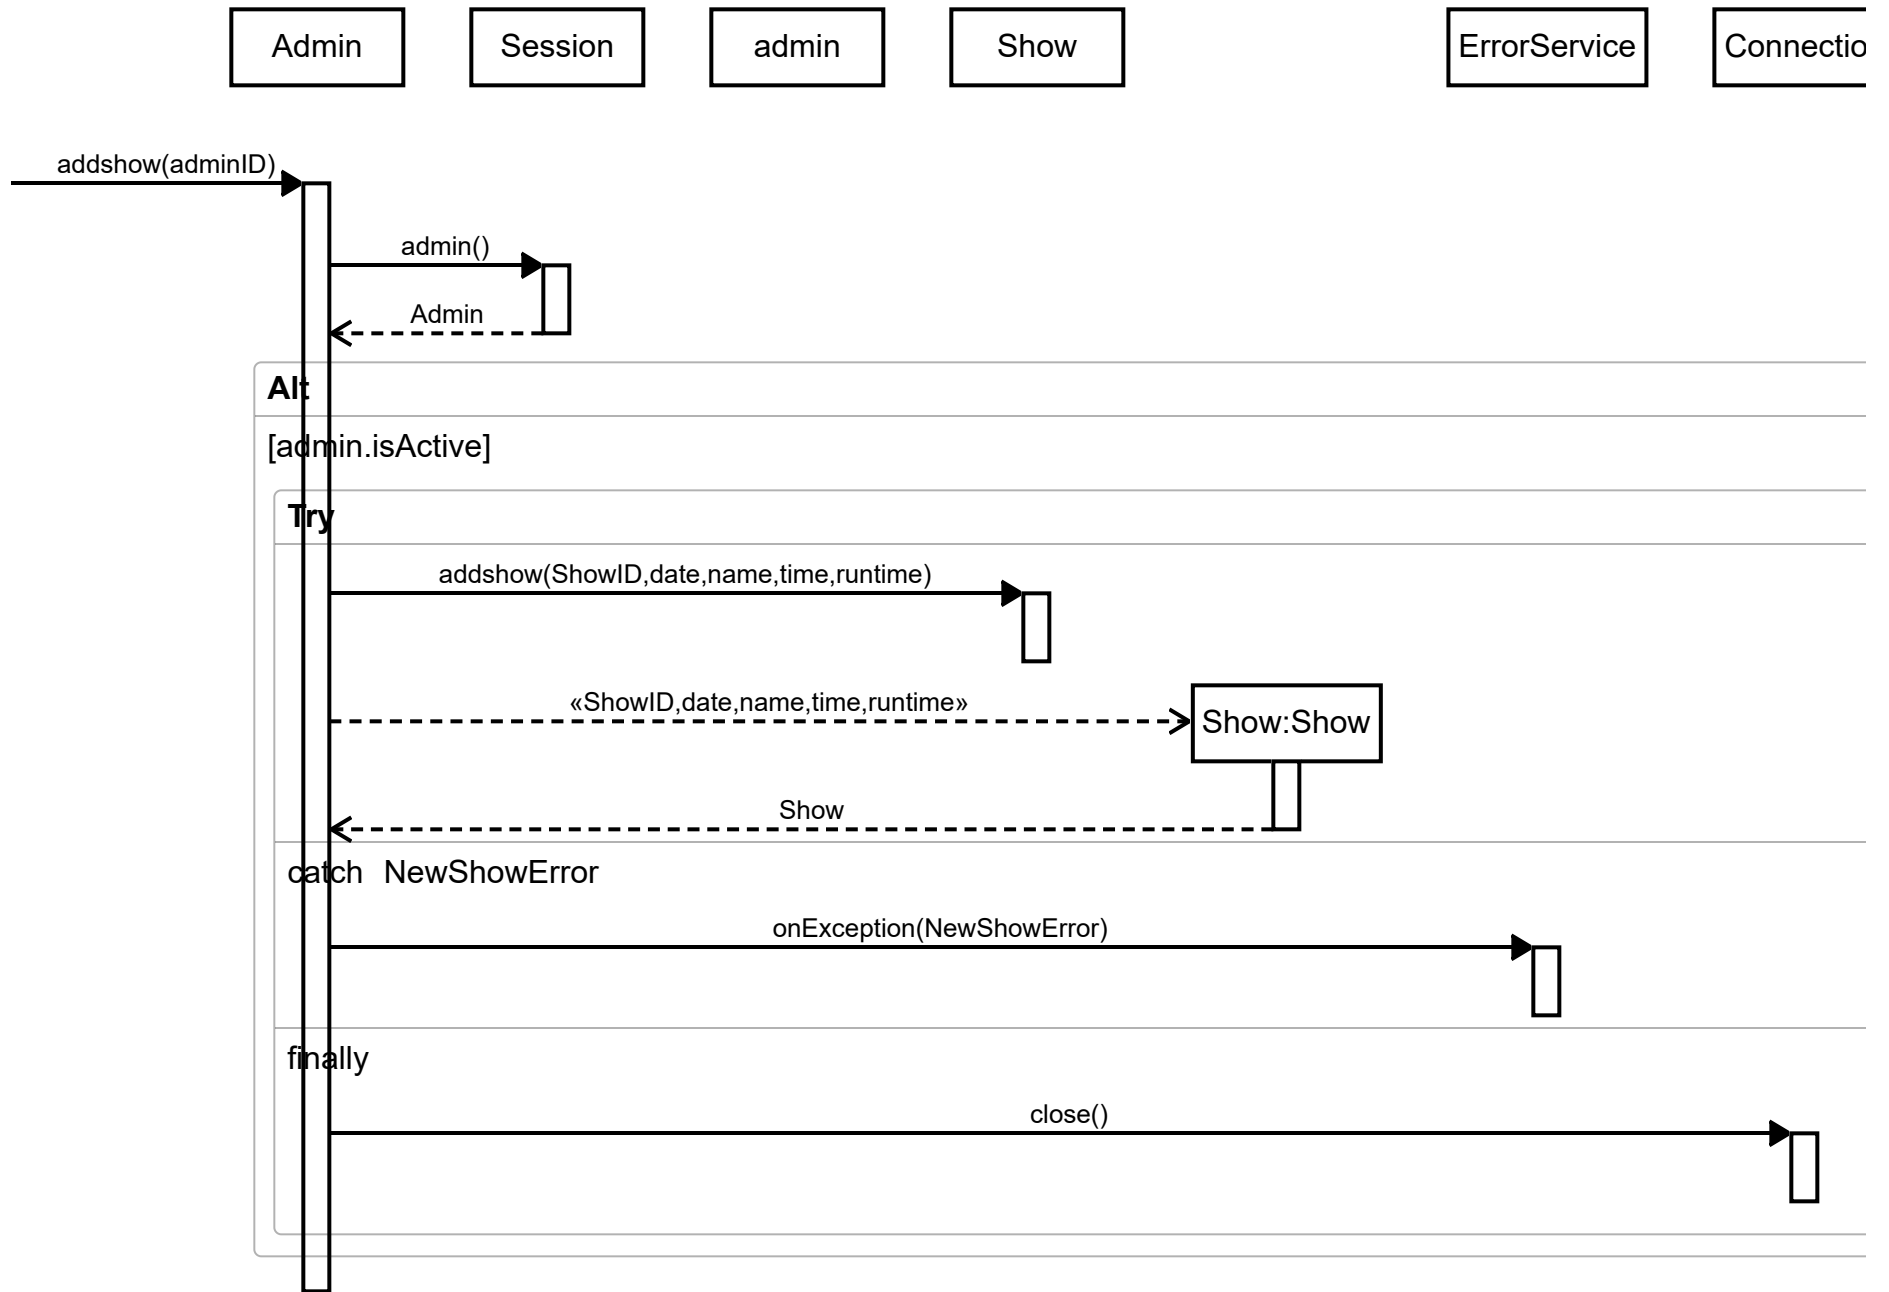 Admin
Session
admin
Show
ErrorService
Connectio
addshow(adminID)
admin()
Admin
Alt
[admin.isActive]
Try
addshow(ShowID,date,name,time,runtime)
«ShowID,date,name,time,runtime»
Show:Show
Show
catch NewShowError
onException(NewShowError)
finally
close()